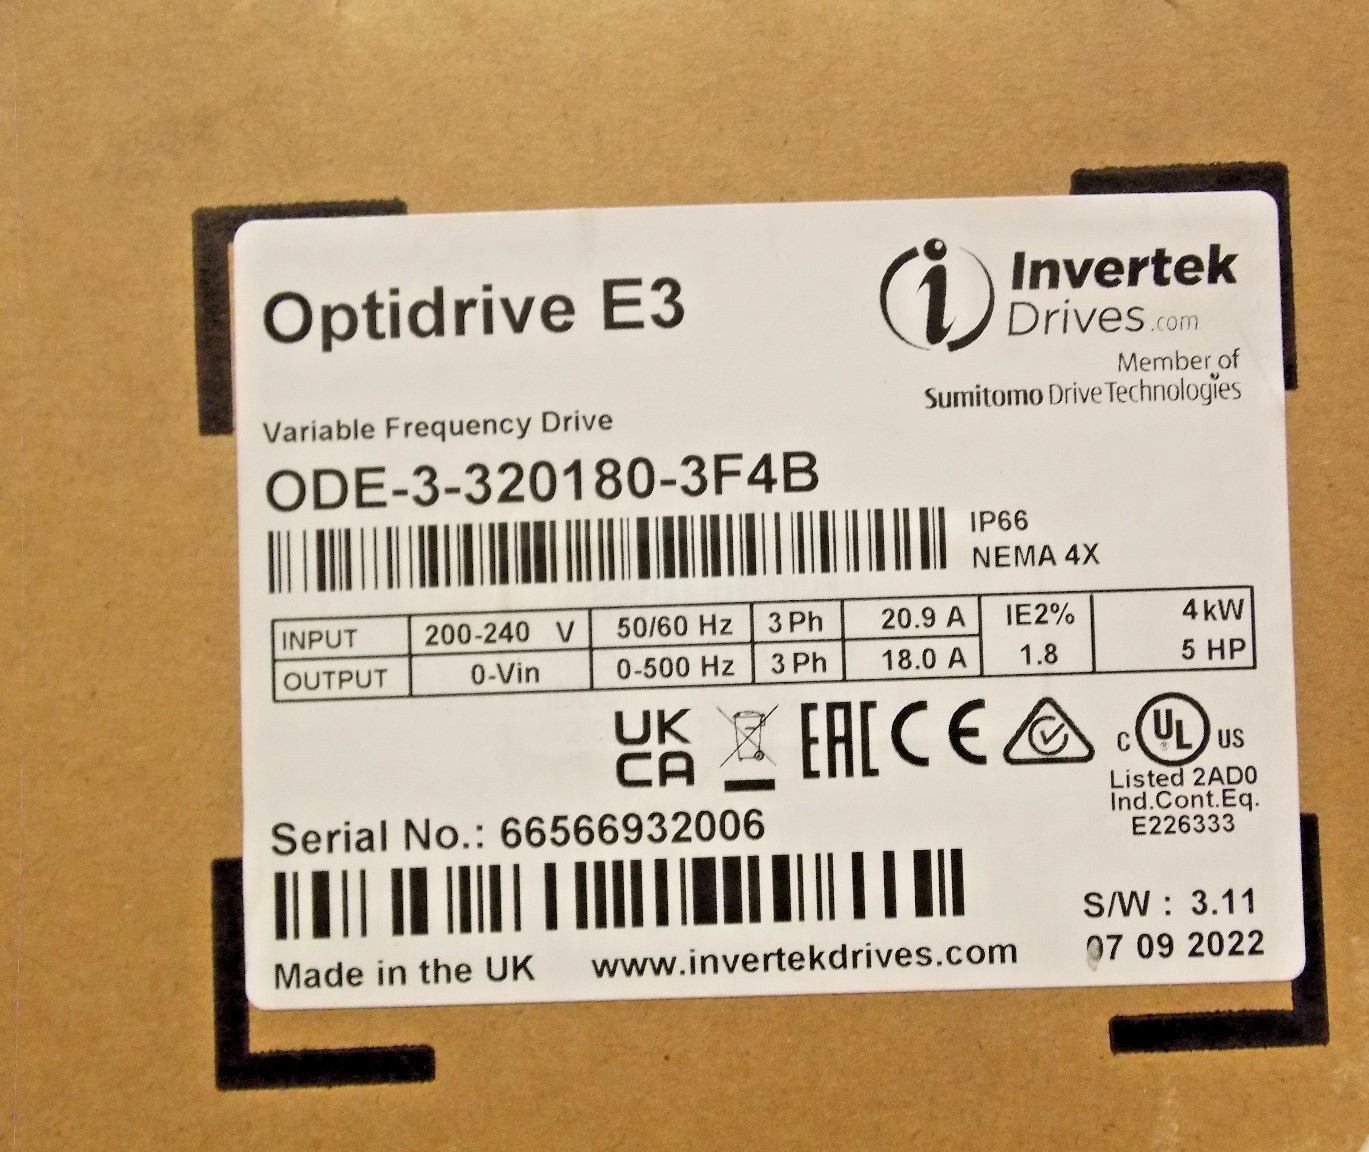 Optidrive E3
Invertek
Drives.com
Member of
Sumitomo Drive Technologies
Variable Frequency Drive
ODE-3-320180-3F4B
IP66
NEMA 4X
INPUT 200-240 V 50/60 Hz 3 Ph 20.9 A IE2% 4 kW
OUTPUT 0-Vin 0-500 Hz 3 Ph 18.0 A 1.8 5 HP
UK
CA
EAC CE C UL ® US
Listed 2AD0
Ind.Cont.Eq.
E226333
Serial No.: 66566932006
S/W : 3.11
07 09 2022
Made in the UK www.invertekdrives.com